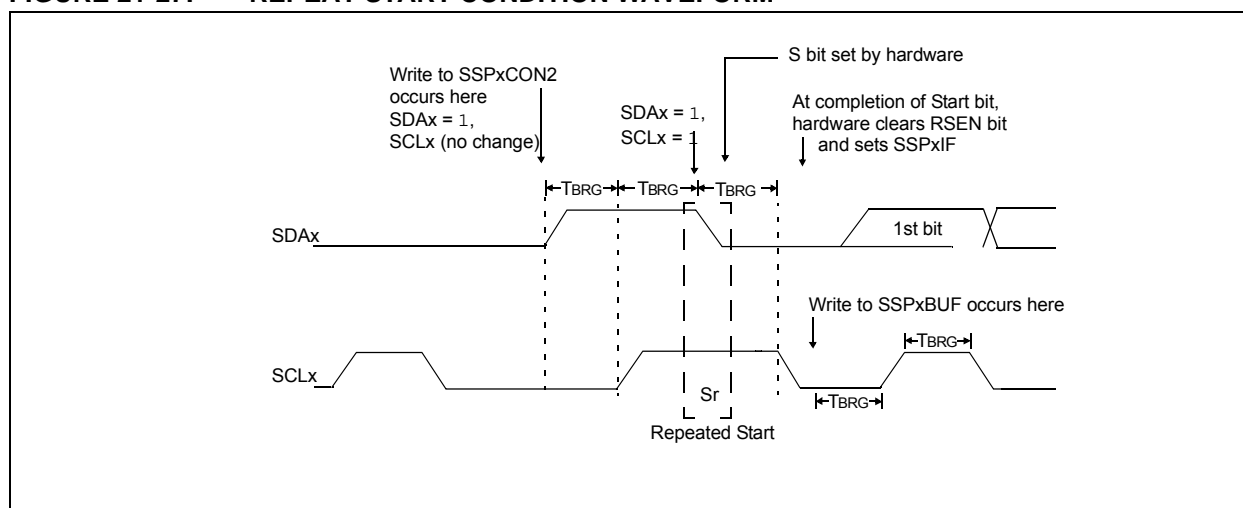 S bit set by hardware
Write to SSPxCON2
occurs here
SDAx = 1,
SCLx (no change)
SDAx = 1,
SCLx = 1
At completion of Start bit,
hardware clears RSEN bit
and sets SSPxIF
TBRG TBRG TBRG
SDAx
1st bit
Write to SSPxBUF occurs here
TBRG
SCLx
Sr
TBRG
Repeated Start